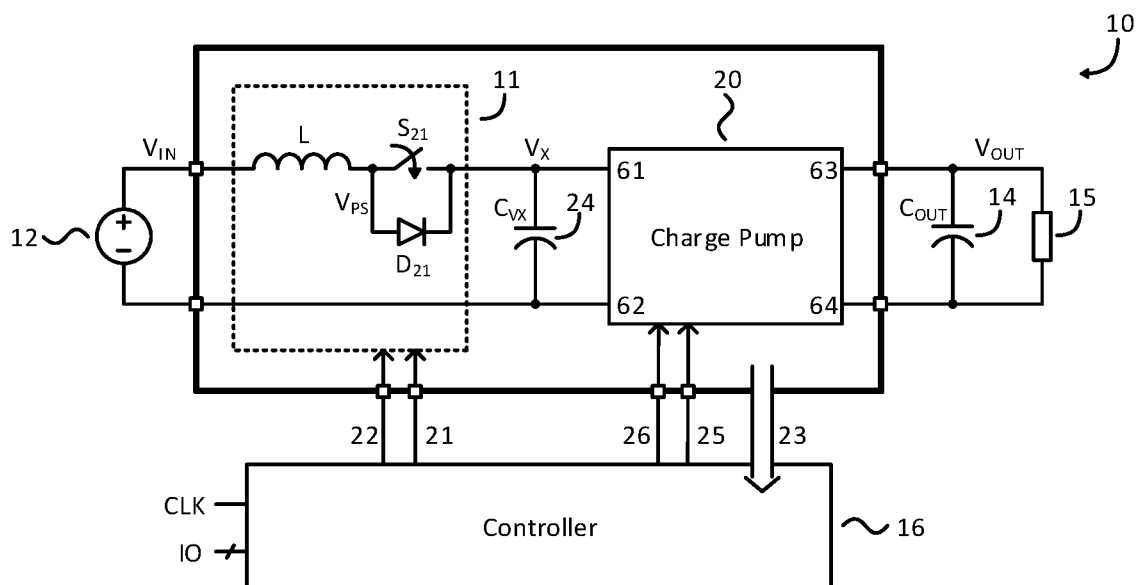 10
11
20
L
S21
VIN
VX
VOUT
61
63
VPS
CVX
24
COUT
14
15
12
Charge Pump
D21
62
64
22
21
26
25
23
CLK
Controller
16
IO